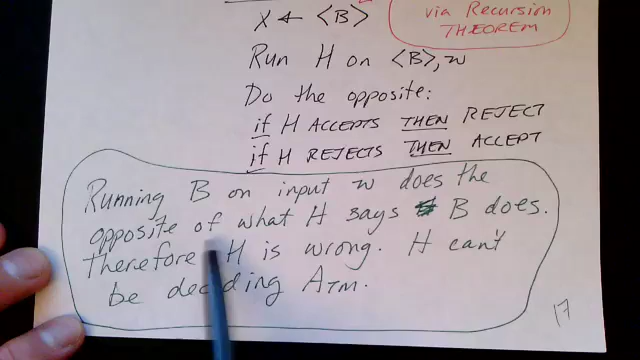 X ← <B>
via Recursion
THEOREM
Run H on <B>, w
Do the opposite:
if H ACCEPTS THEN REJECT
if H REJECTS THEN ACCEPT
Running B on input w does the
opposite of what H says B does.
Therefore H is wrong. H can't
be deciding ATM.
17